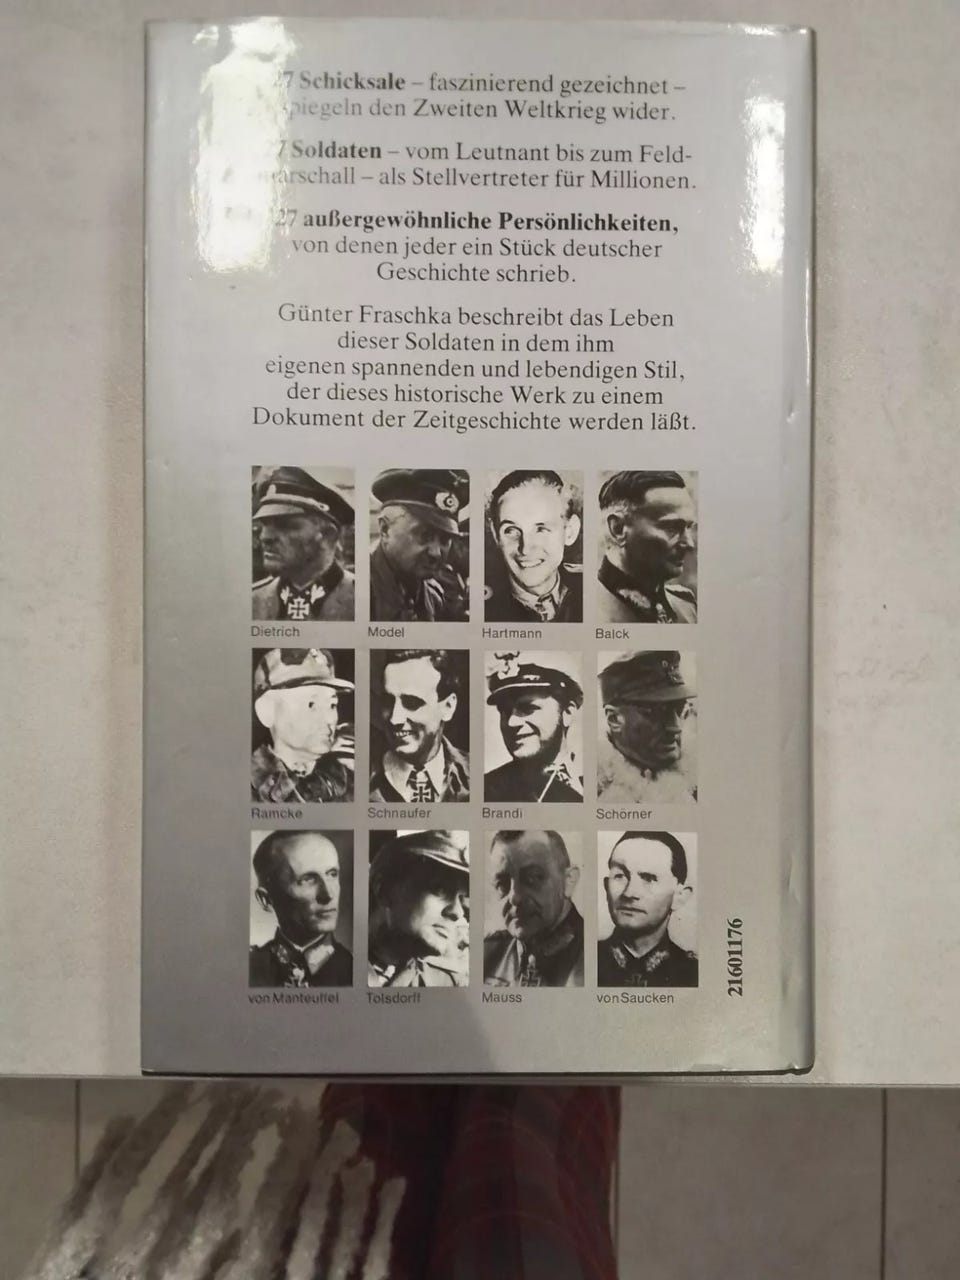 27 Schicksale – faszinierend gezeichnet –
spiegeln den Zweiten Weltkrieg wider.
27 Soldaten – vom Leutnant bis zum Feld-
marschall – als Stellvertreter für Millionen.
27 außergewöhnliche Persönlichkeiten,
von denen jeder ein Stück deutscher
Geschichte schrieb.
Günter Fraschka beschreibt das Leben
dieser Soldaten in dem ihm
eigenen spannenden und lebendigen Stil,
der dieses historische Werk zu einem
Dokument der Zeitgeschichte werden läßt.
Dietrich Model Hartmann Balck
Ramcke Schnaufer Brandi Schörner
von Manteuffel Tolsdorff Mauss von Saucken
21601176